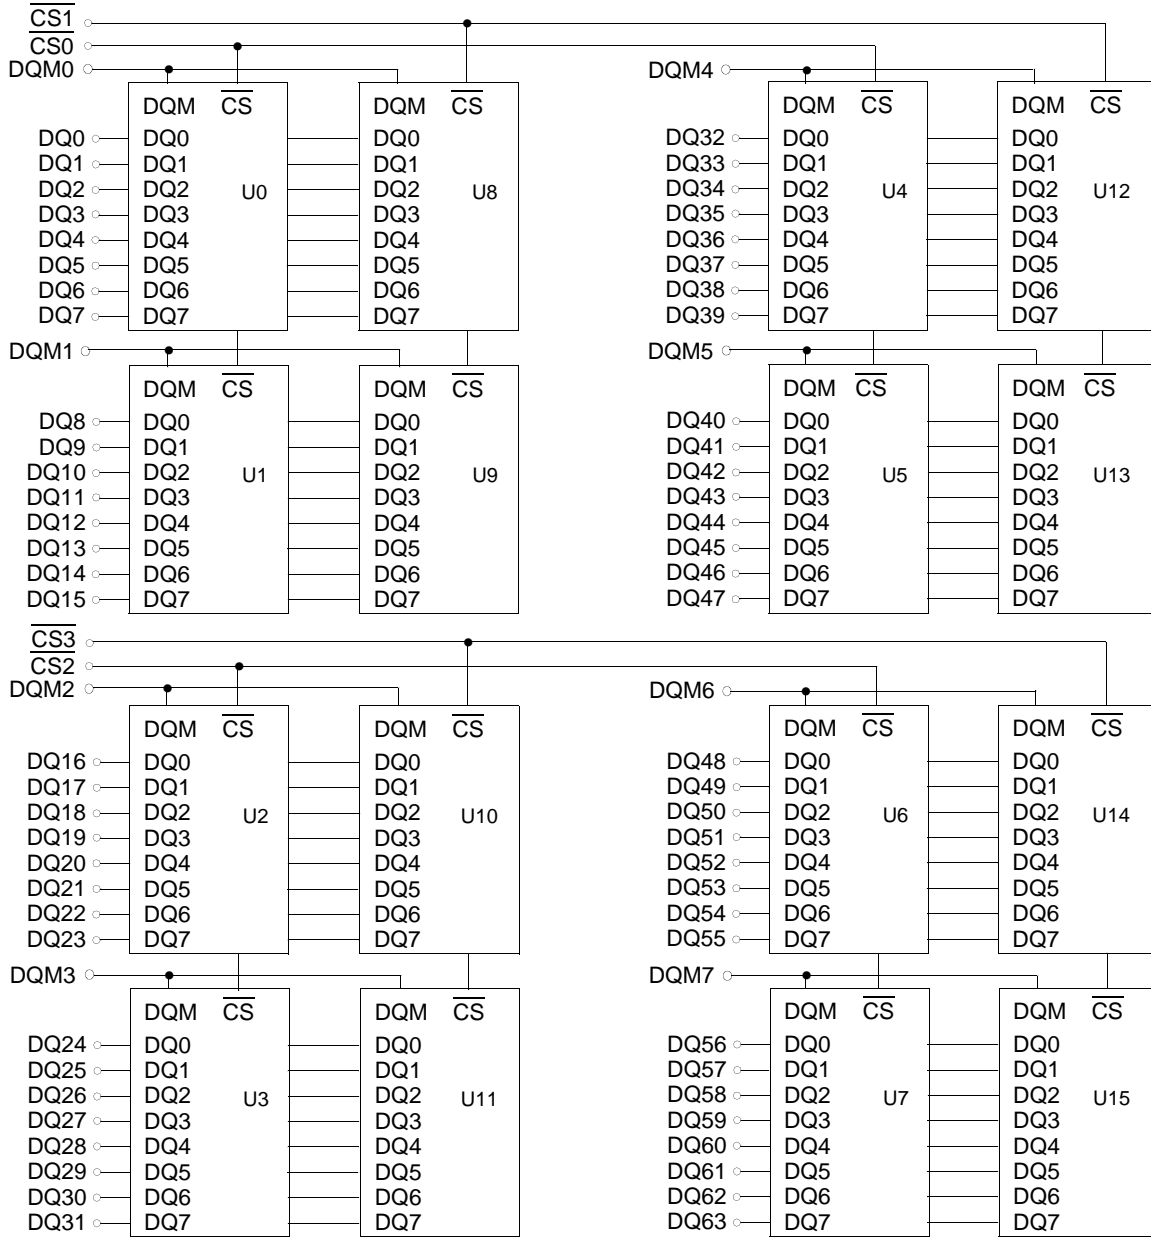 CS1
CS0
DQM0
DQM CS
DQM CS
DQ0 DQ0 DQ0
DQ1 DQ1 DQ1
DQ2 DQ2 U0 DQ2 U8
DQ3 DQ3 DQ3
DQ4 DQ4 DQ4
DQ5 DQ5 DQ5
DQ6 DQ6 DQ6
DQ7 DQ7 DQ7
DQM1
DQM CS
DQM CS
DQ8 DQ0 DQ0
DQ9 DQ1 DQ1
DQ10 DQ2 U1 DQ2 U9
DQ11 DQ3 DQ3
DQ12 DQ4 DQ4
DQ13 DQ5 DQ5
DQ14 DQ6 DQ6
DQ15 DQ7 DQ7
DQM4
DQM CS
DQM CS
DQ32 DQ0 DQ0
DQ33 DQ1 DQ1
DQ34 DQ2 U4 DQ2 U12
DQ35 DQ3 DQ3
DQ36 DQ4 DQ4
DQ37 DQ5 DQ5
DQ38 DQ6 DQ6
DQ39 DQ7 DQ7
DQM5
DQM CS
DQM CS
DQ40 DQ0 DQ0
DQ41 DQ1 DQ1
DQ42 DQ2 U5 DQ2 U13
DQ43 DQ3 DQ3
DQ44 DQ4 DQ4
DQ45 DQ5 DQ5
DQ46 DQ6 DQ6
DQ47 DQ7 DQ7
CS3
CS2
DQM2
DQM CS
DQM CS
DQ16 DQ0 DQ0
DQ17 DQ1 DQ1
DQ18 DQ2 U2 DQ2 U10
DQ19 DQ3 DQ3
DQ20 DQ4 DQ4
DQ21 DQ5 DQ5
DQ22 DQ6 DQ6
DQ23 DQ7 DQ7
DQM3
DQM CS
DQM CS
DQ24 DQ0 DQ0
DQ25 DQ1 DQ1
DQ26 DQ2 U3 DQ2 U11
DQ27 DQ3 DQ3
DQ28 DQ4 DQ4
DQ29 DQ5 DQ5
DQ30 DQ6 DQ6
DQ31 DQ7 DQ7
DQM6
DQM CS
DQM CS
DQ48 DQ0 DQ0
DQ49 DQ1 DQ1
DQ50 DQ2 U6 DQ2 U14
DQ51 DQ3 DQ3
DQ52 DQ4 DQ4
DQ53 DQ5 DQ5
DQ54 DQ6 DQ6
DQ55 DQ7 DQ7
DQM7
DQM CS
DQM CS
DQ56 DQ0 DQ0
DQ57 DQ1 DQ1
DQ58 DQ2 U7 DQ2 U15
DQ59 DQ3 DQ3
DQ60 DQ4 DQ4
DQ61 DQ5 DQ5
DQ62 DQ6 DQ6
DQ63 DQ7 DQ7